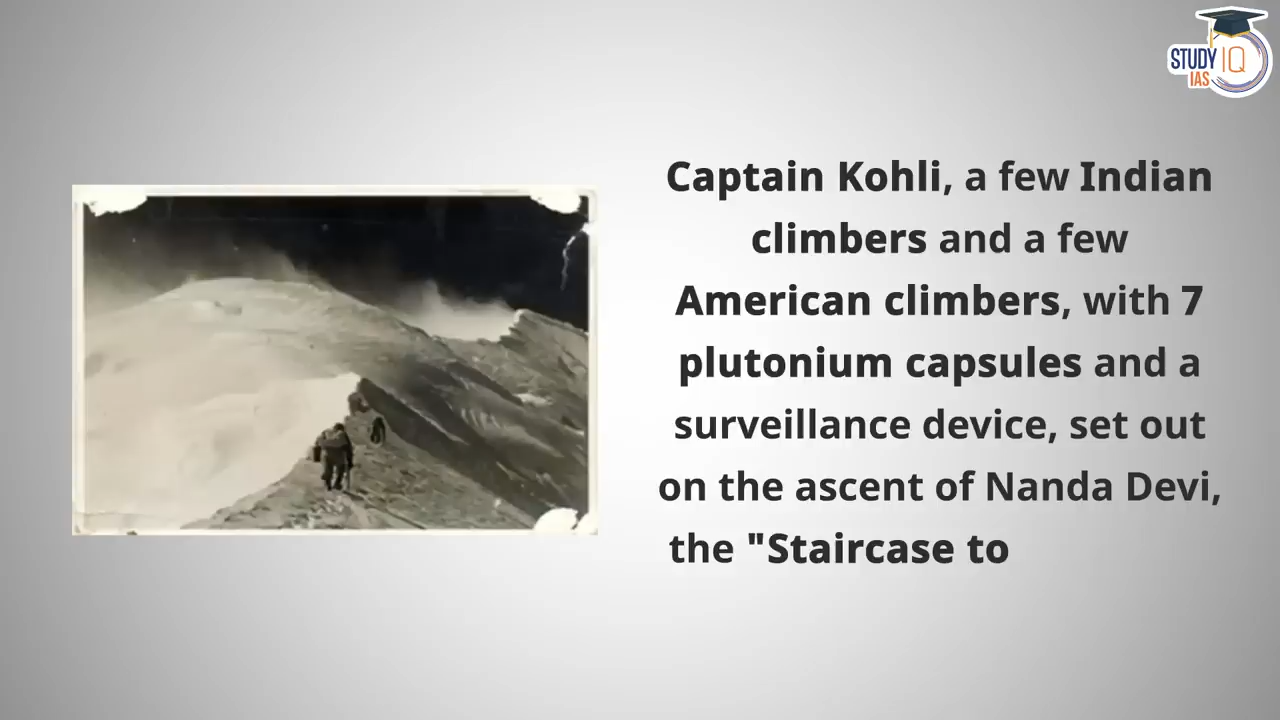 STUDY IQ
IAS
Captain Kohli, a few Indian
climbers and a few
American climbers, with 7
plutonium capsules and a
surveillance device, set out
on the ascent of Nanda Devi,
the "Staircase to